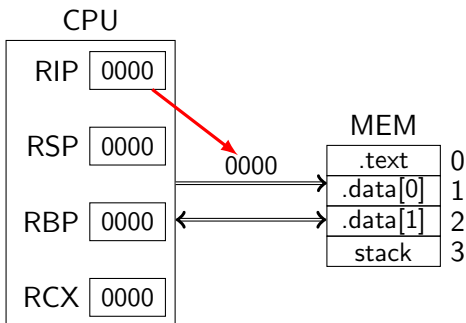 CPU
RIP 0000
RSP 0000
RBP 0000
RCX 0000
0000
MEM
.text 0
.data[0] 1
.data[1] 2
stack 3